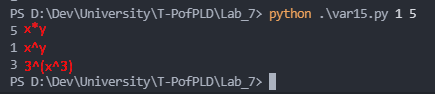 PS D:\Dev\University\T-PofPLD\Lab_7> python .\var15.py 1 5
5 x*y
1 x^y
3 3^(x^3)
PS D:\Dev\University\T-PofPLD\Lab_7>